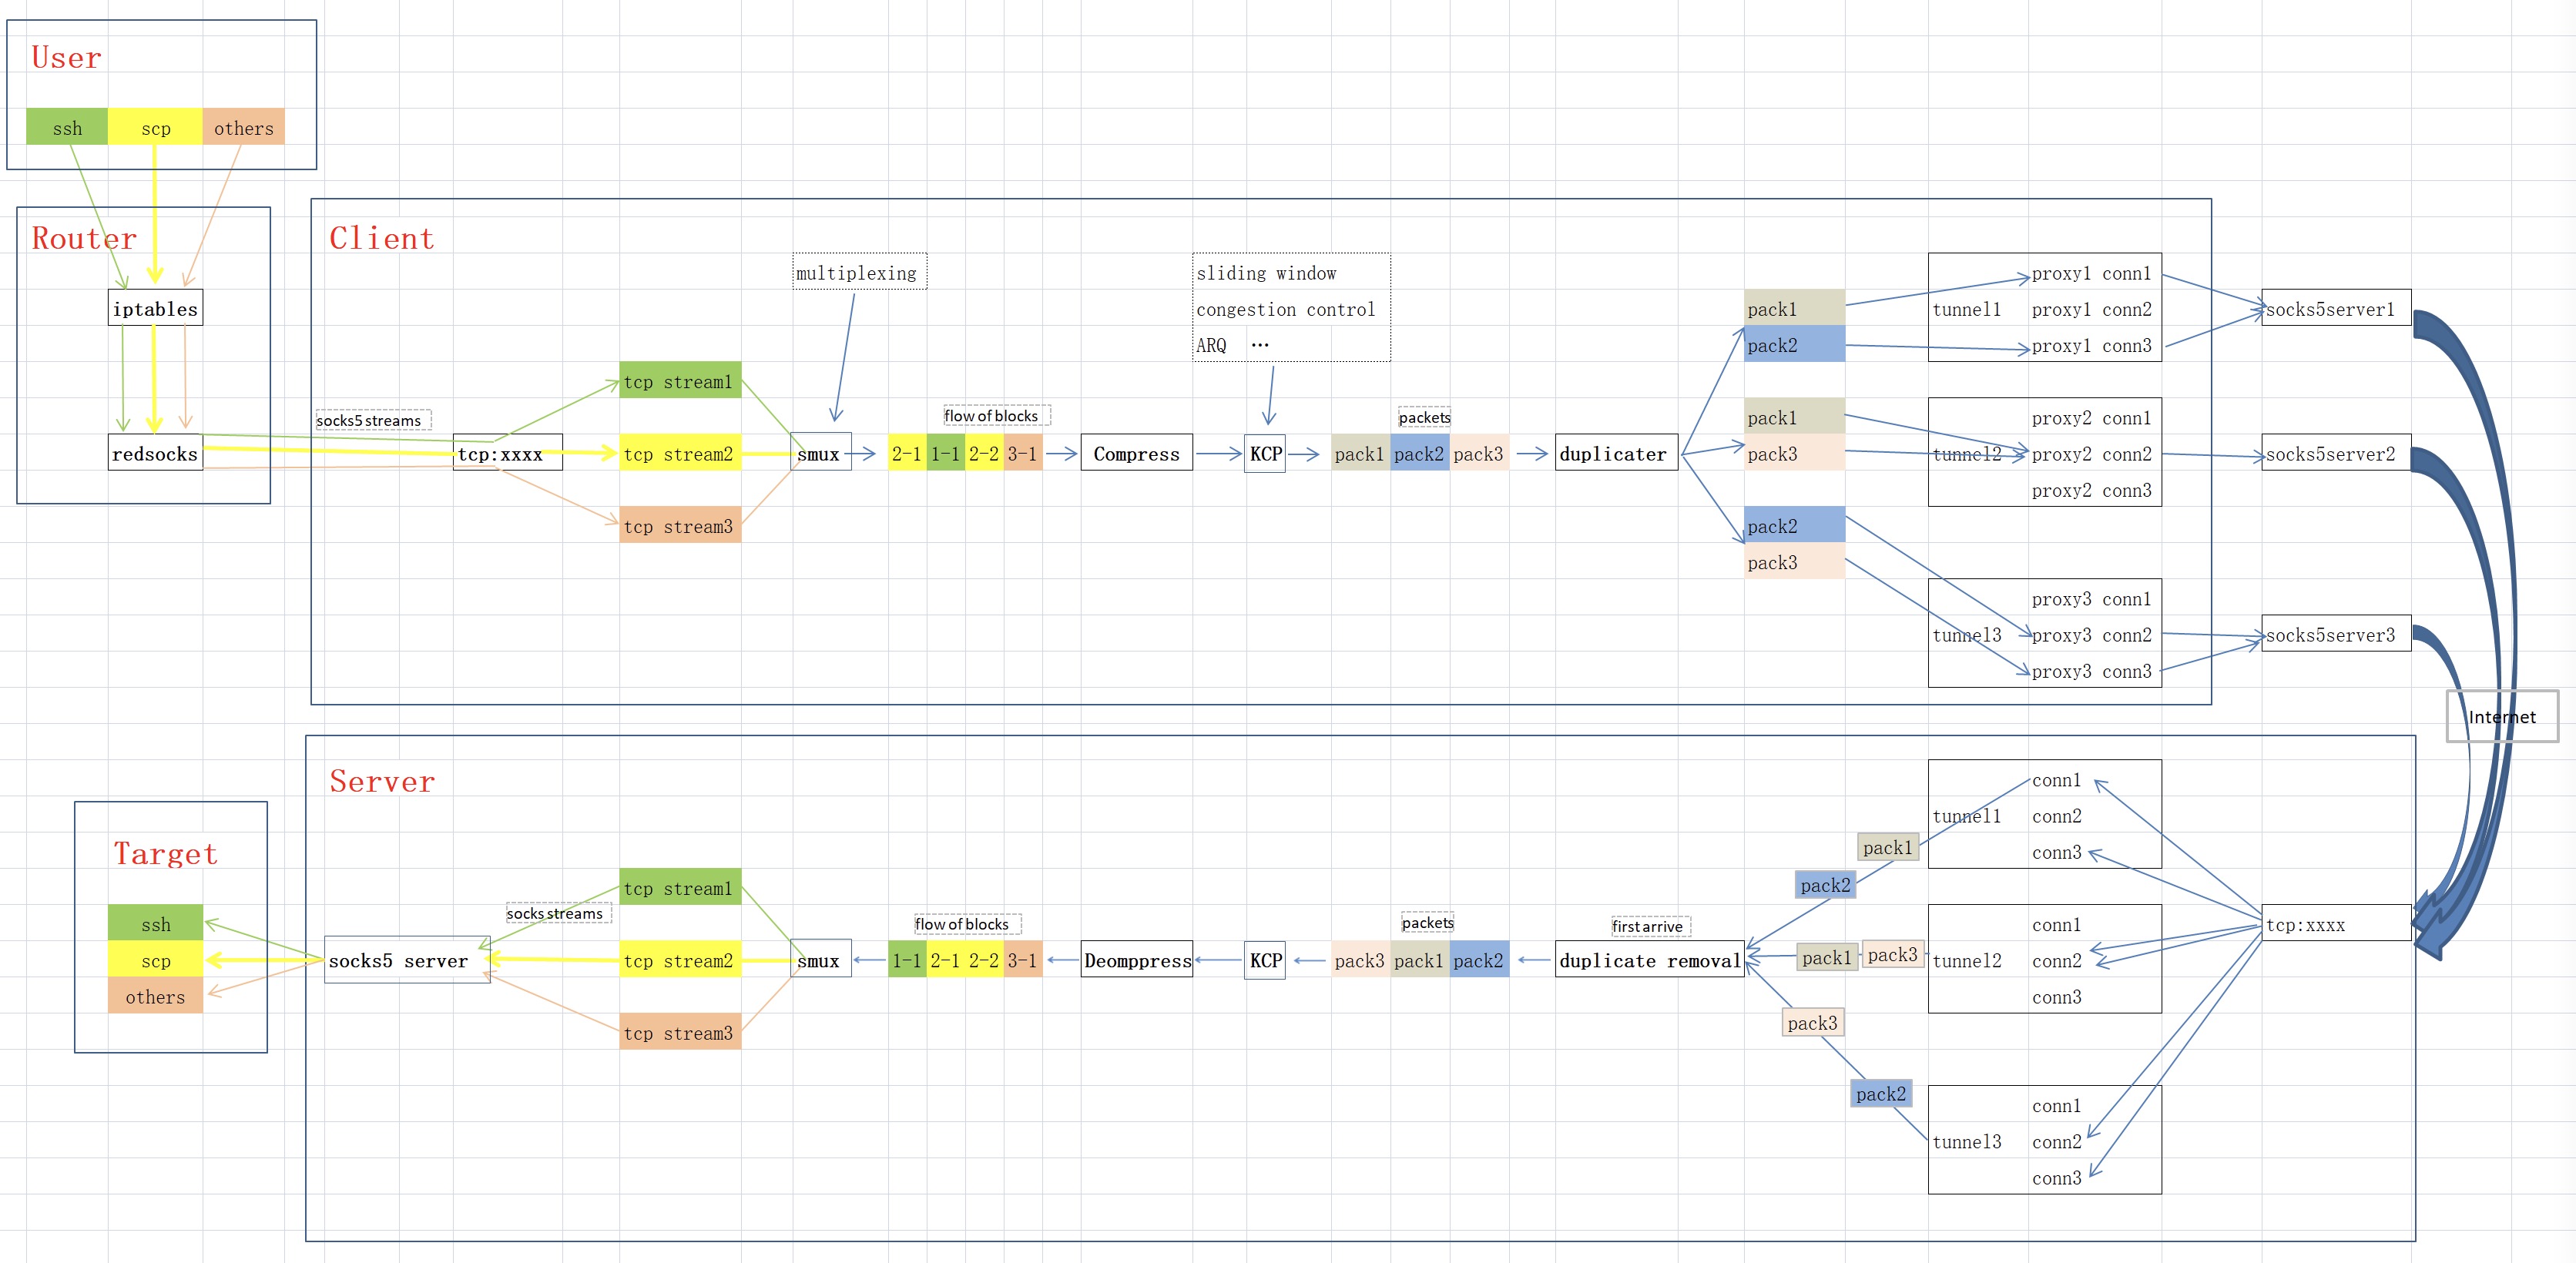 User
ssh scp others
Router
iptables
redsocks
Client
socks5 streams
tcp:xxxx
tcp stream1
tcp stream2
tcp stream3
multiplexing
smux
flow of blocks
2-1 1-1 2-2 3-1
Compress
sliding window
congestion control
ARQ …
KCP
packets
pack1 pack2 pack3
duplicater
pack1
pack2
pack1
pack3
pack2
pack3
proxy1 conn1
tunnel1 proxy1 conn2
proxy1 conn3
proxy2 conn1
tunnel2 proxy2 conn2
proxy2 conn3
proxy3 conn1
tunnel3 proxy3 conn2
proxy3 conn3
socks5server1
socks5server2
socks5server3
Internet
Server
tcp:xxxx
conn1
tunnel1 conn2
conn3
conn1
tunnel2 conn2
conn3
conn1
tunnel3 conn2
conn3
pack1
pack2
pack1 pack3
pack3
pack2
first arrive
duplicate removal
packets
pack3 pack1 pack2
KCP
Deomppress
flow of blocks
1-1 2-1 2-2 3-1
smux
tcp stream1
tcp stream2
tcp stream3
socks streams
socks5 server
Target
ssh
scp
others